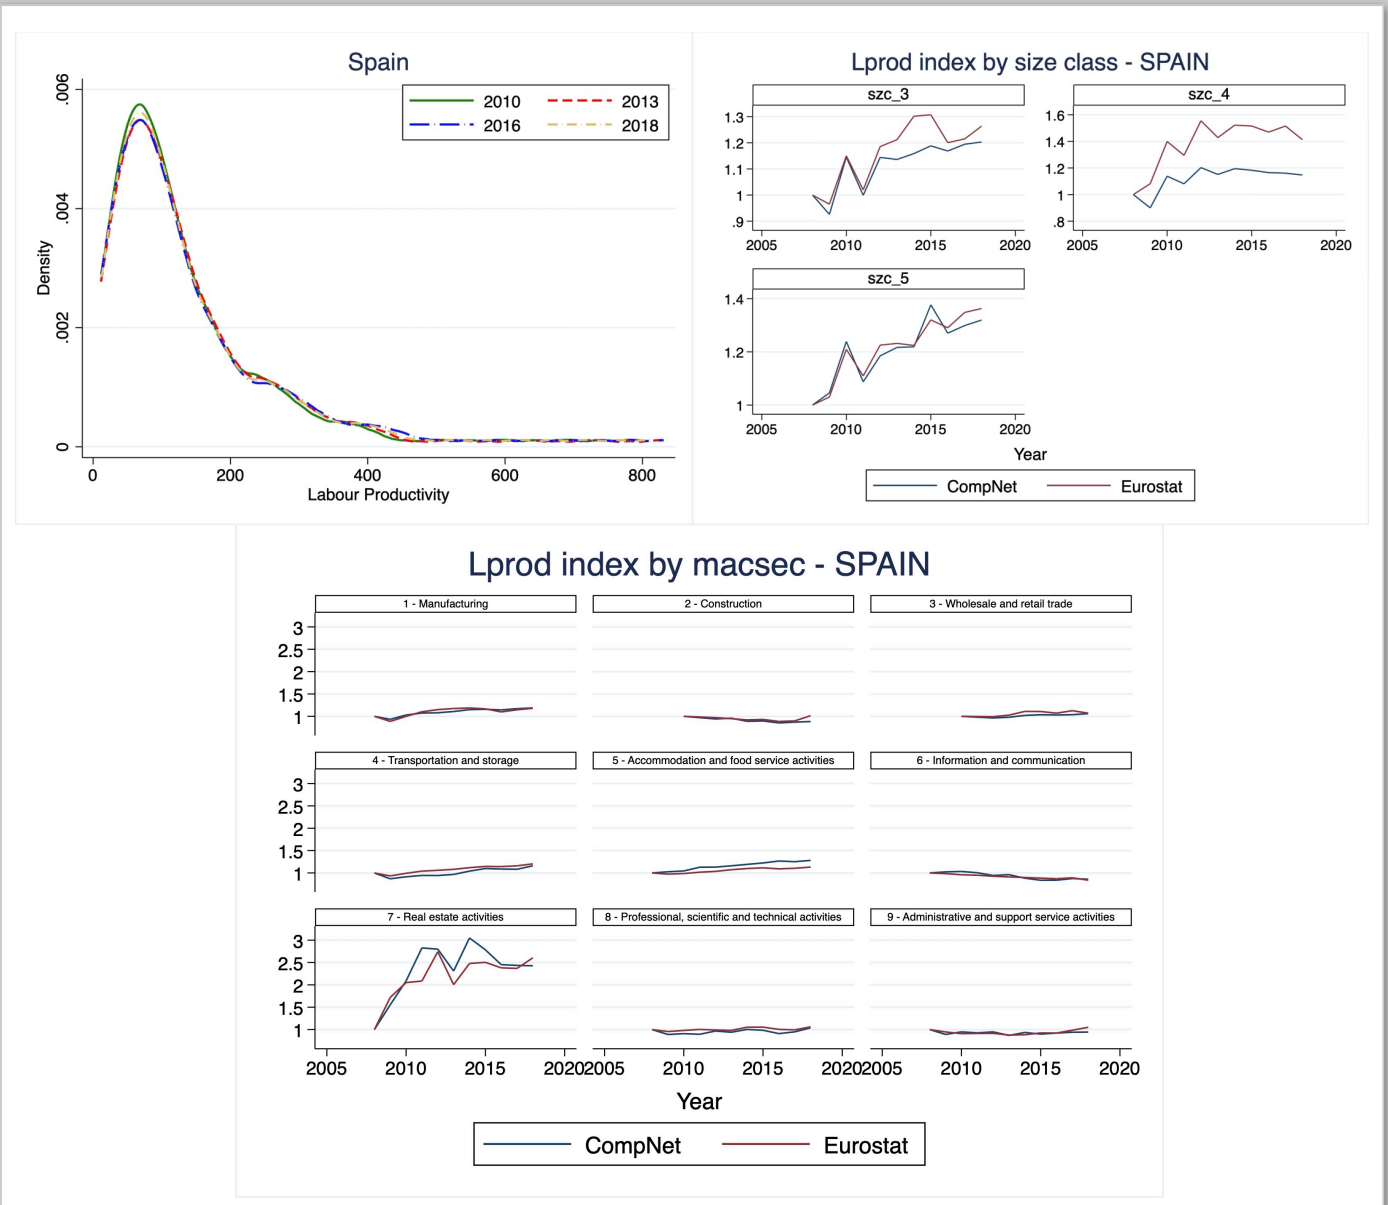 Spain
.006
.004
.002
0
Density
2010
2013
2016
2018
0 200 400 600 800
Labour Productivity
Lprod index by size class - SPAIN
szc_3
1.3
1.2
1.1
1
.9
2005 2010 2015 2020
szc_4
1.6
1.4
1.2
1
.8
2005 2010 2015 2020
szc_5
1.4
1.2
1
2005 2010 2015 2020
Year
CompNet Eurostat
Lprod index by macsec - SPAIN
1 - Manufacturing
2 - Construction
3 - Wholesale and retail trade
3
2.5
2
1.5
1
4 - Transportation and storage
5 - Accommodation and food service activities
6 - Information and communication
3
2.5
2
1.5
1
7 - Real estate activities
8 - Professional, scientific and technical activities
9 - Administrative and support service activities
3
2.5
2
1.5
1
2005 2010 2015 2020
2005 2010 2015 2020
2005 2010 2015 2020
Year
CompNet Eurostat